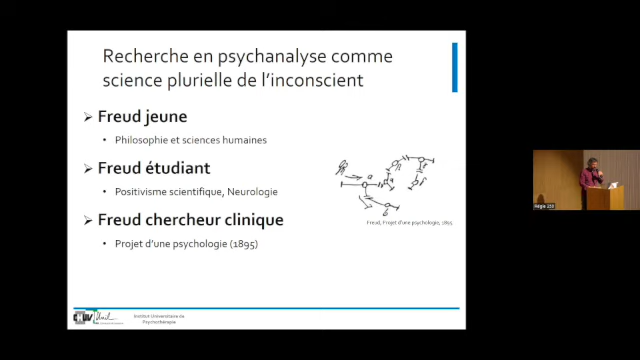 Recherche en psychanalyse comme
science plurielle de l'inconscient
➢ Freud jeune
• Philosophie et sciences humaines
➢ Freud étudiant
• Positivisme scientifique, Neurologie
➢ Freud chercheur clinique
• Projet d'une psychologie (1895)
a
b
Freud, Projet d'une psychologie, 1895
Institut Universitaire de
Psychothérapie